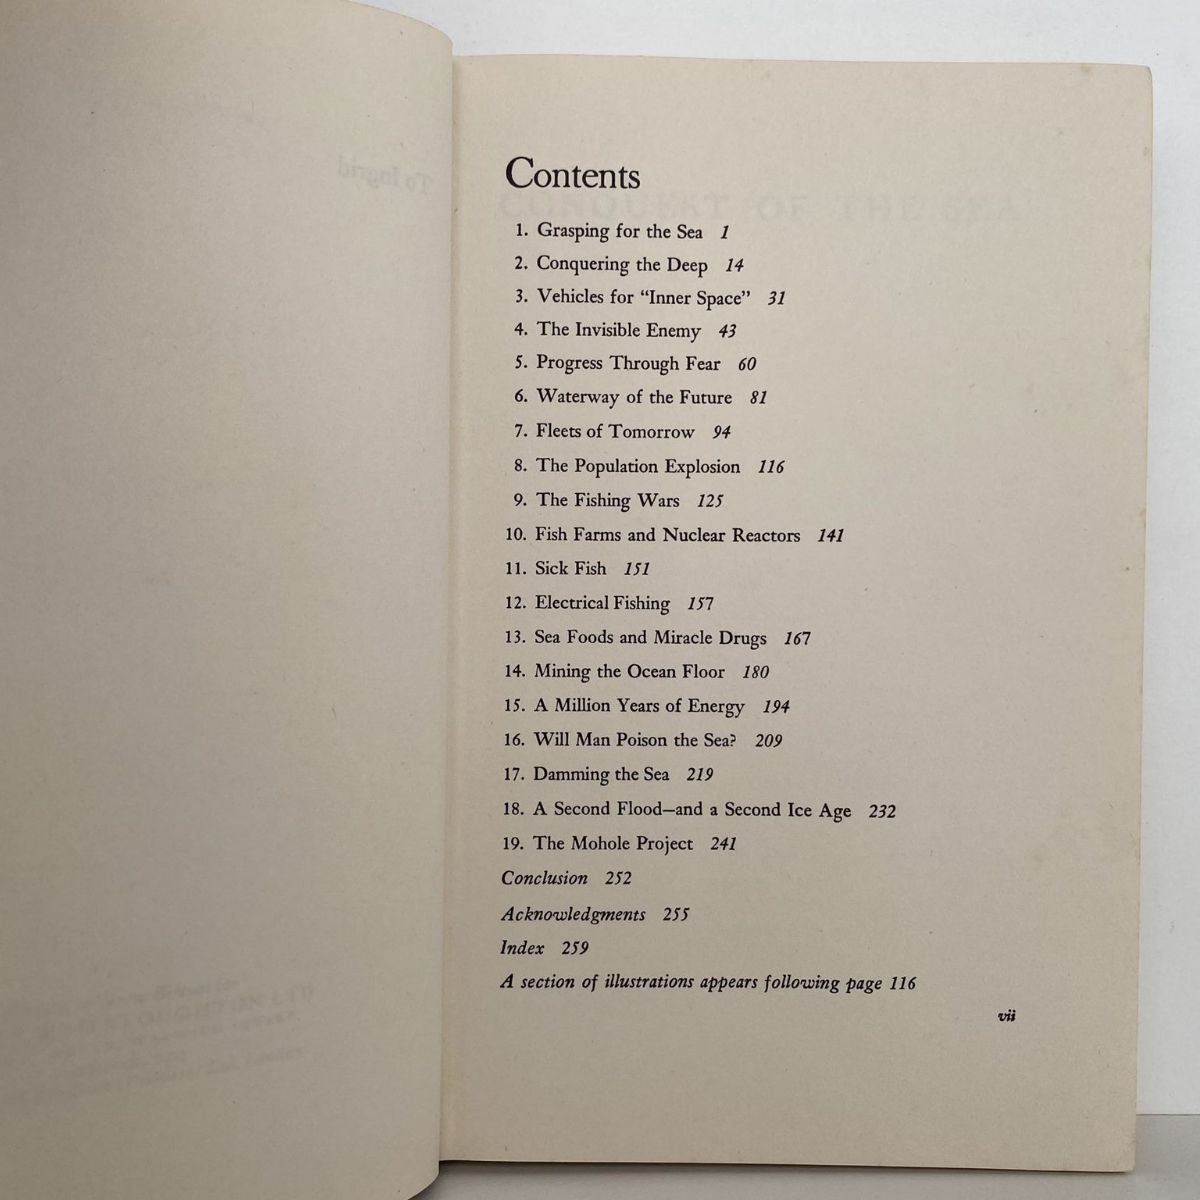 To Ingrid
CONQUEST OF THE SEA
Contents
1. Grasping for the Sea 1
2. Conquering the Deep 14
3. Vehicles for “Inner Space” 31
4. The Invisible Enemy 43
5. Progress Through Fear 60
6. Waterway of the Future 81
7. Fleets of Tomorrow 94
8. The Population Explosion 116
9. The Fishing Wars 125
10. Fish Farms and Nuclear Reactors 141
11. Sick Fish 151
12. Electrical Fishing 157
13. Sea Foods and Miracle Drugs 167
14. Mining the Ocean Floor 180
15. A Million Years of Energy 194
16. Will Man Poison the Sea? 209
17. Damming the Sea 219
18. A Second Flood—and a Second Ice Age 232
19. The Mohole Project 241
Conclusion 252
Acknowledgments 255
Index 259
A section of illustrations appears following page 116
vii